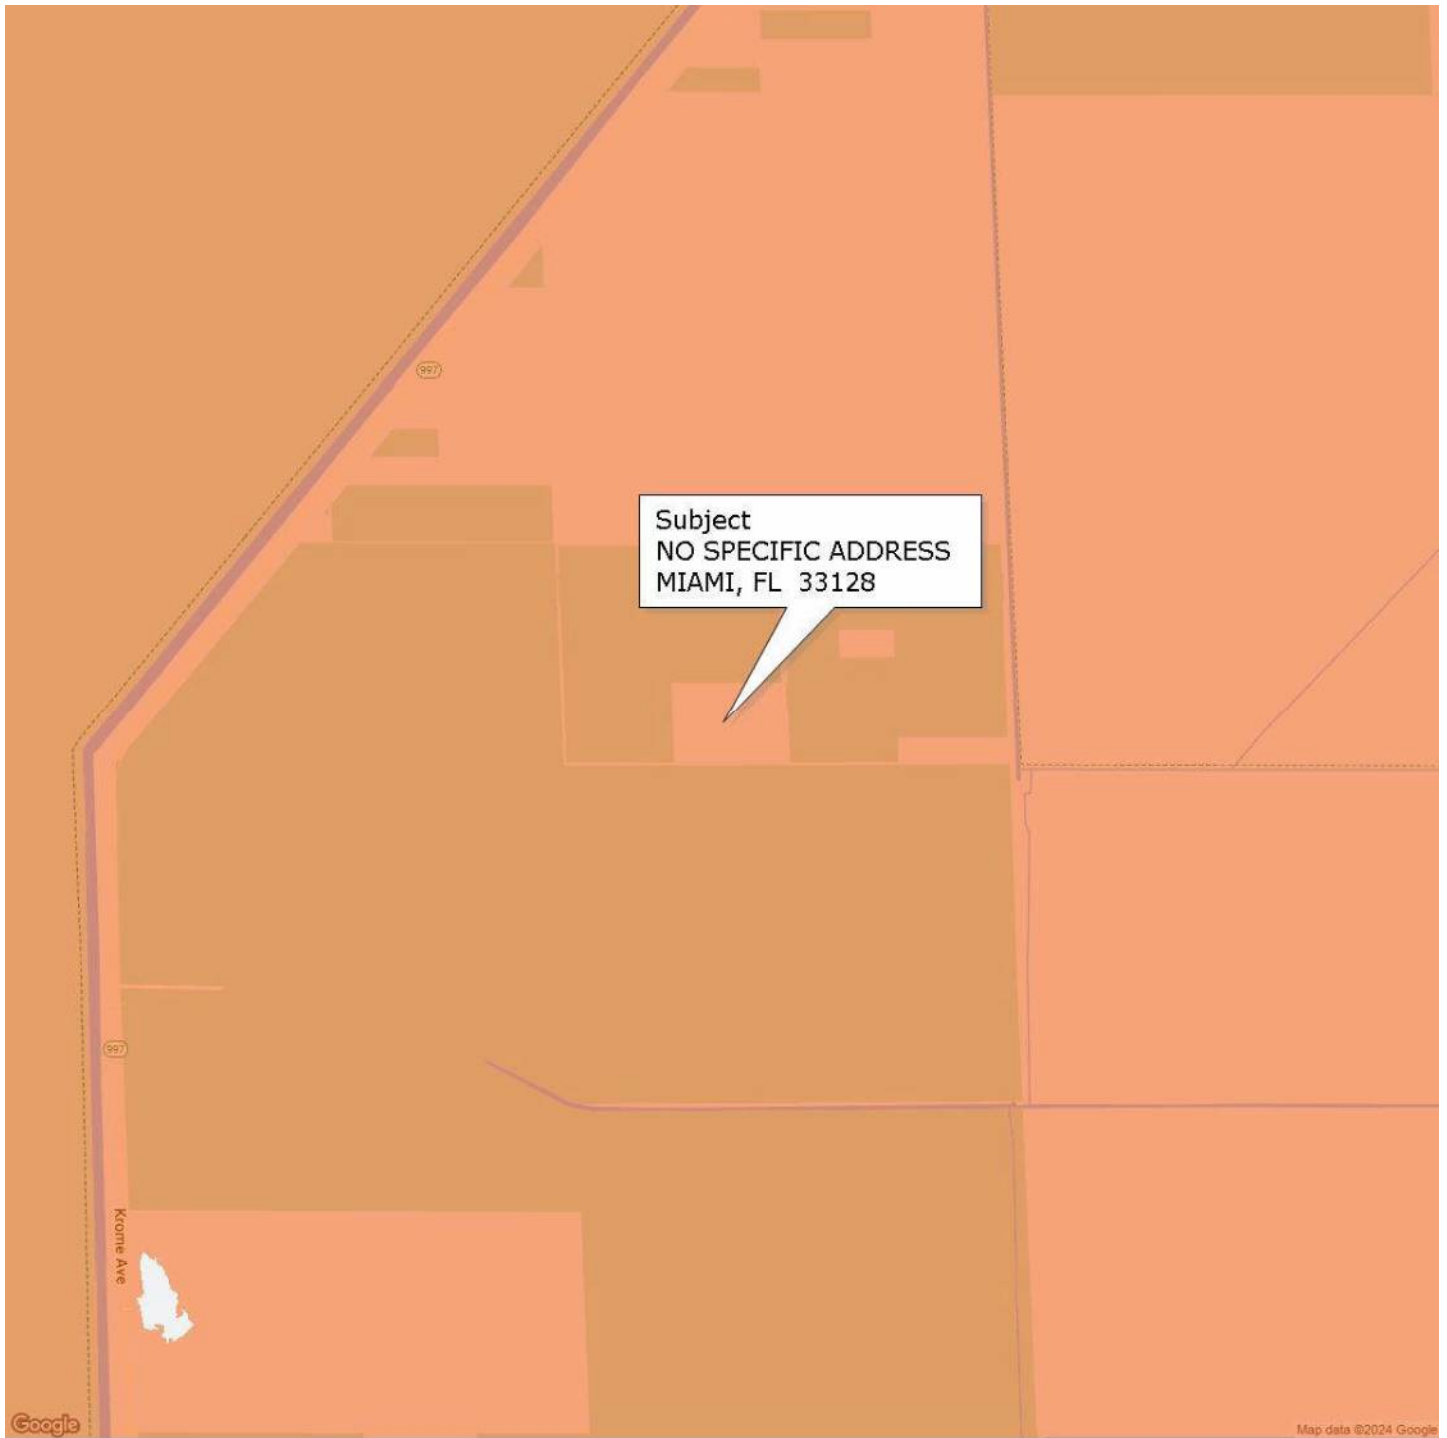 997
Subject
NO SPECIFIC ADDRESS
MIAMI, FL 33128
997
Krome Ave
Google
Map data ©2024 Google